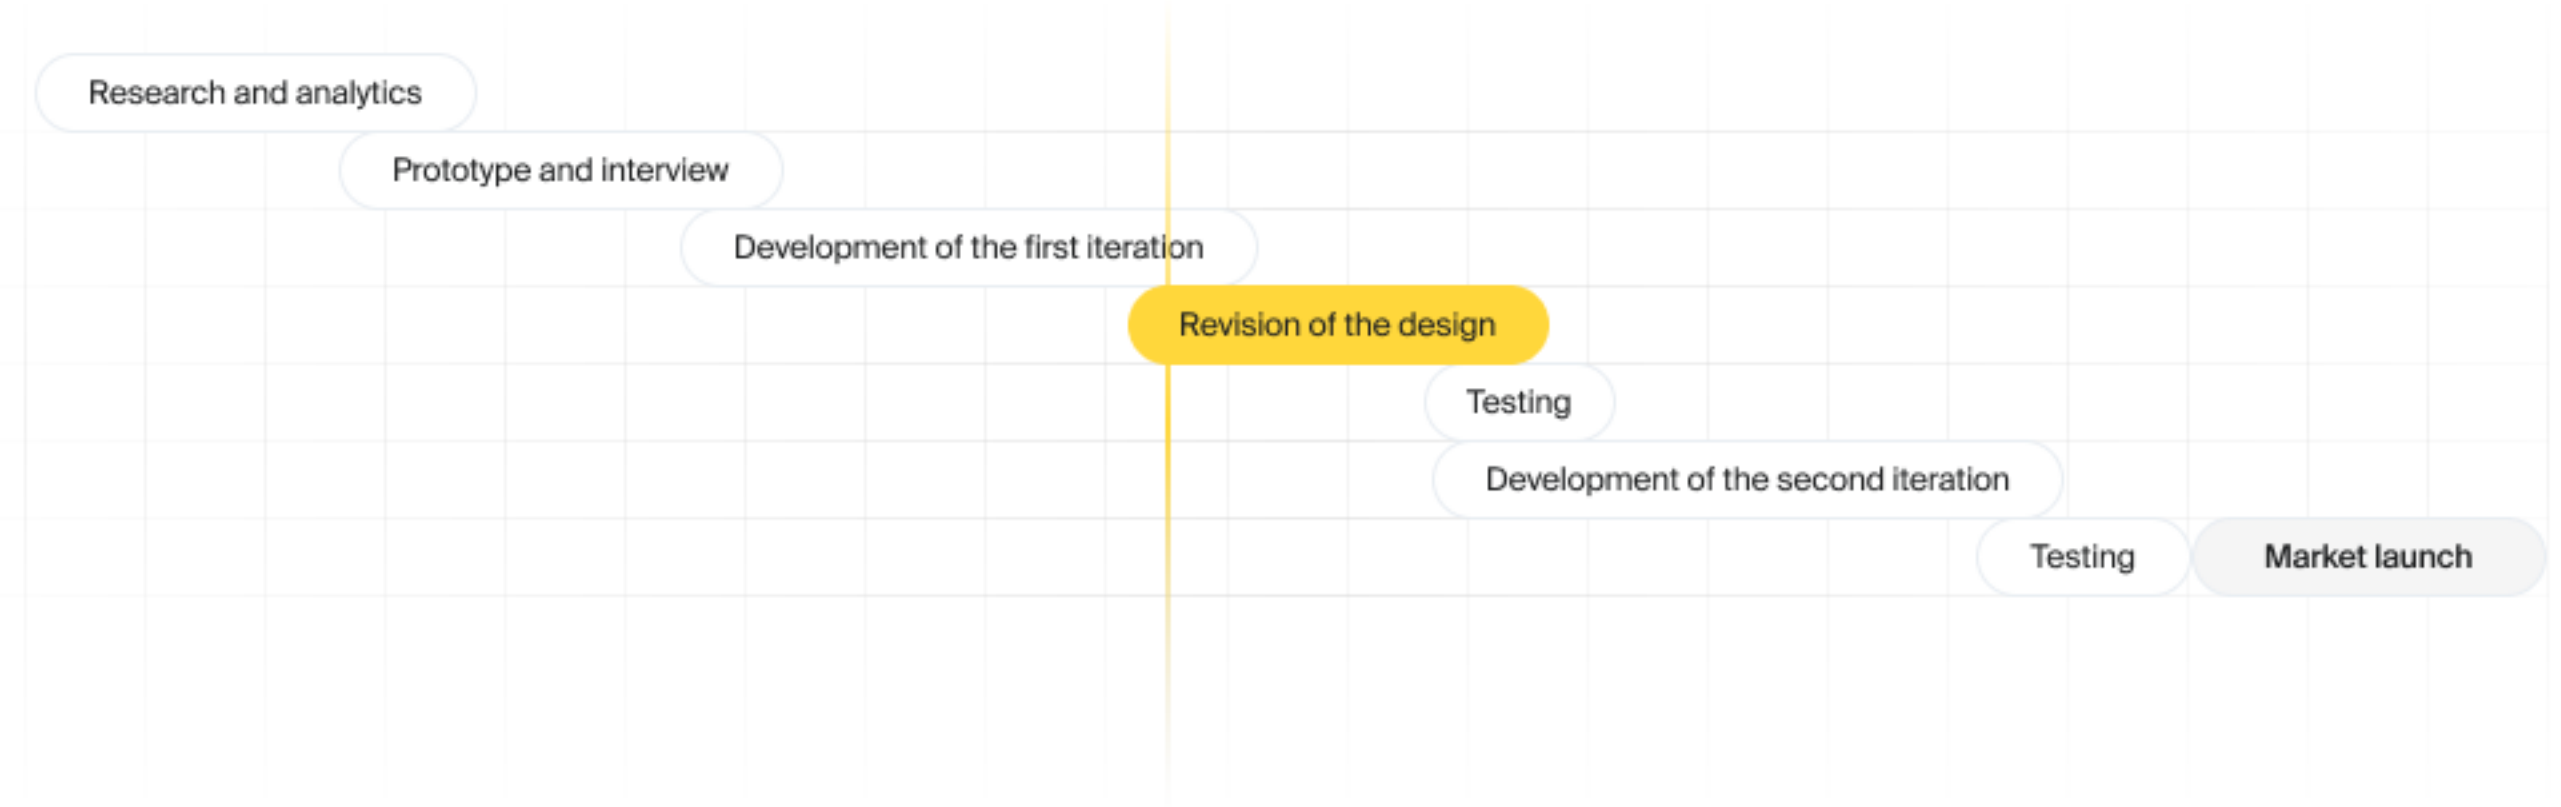 Research and analytics
Prototype and interview
Development of the first iteration
Revision of the design
Testing
Development of the second iteration
Testing
Market launch